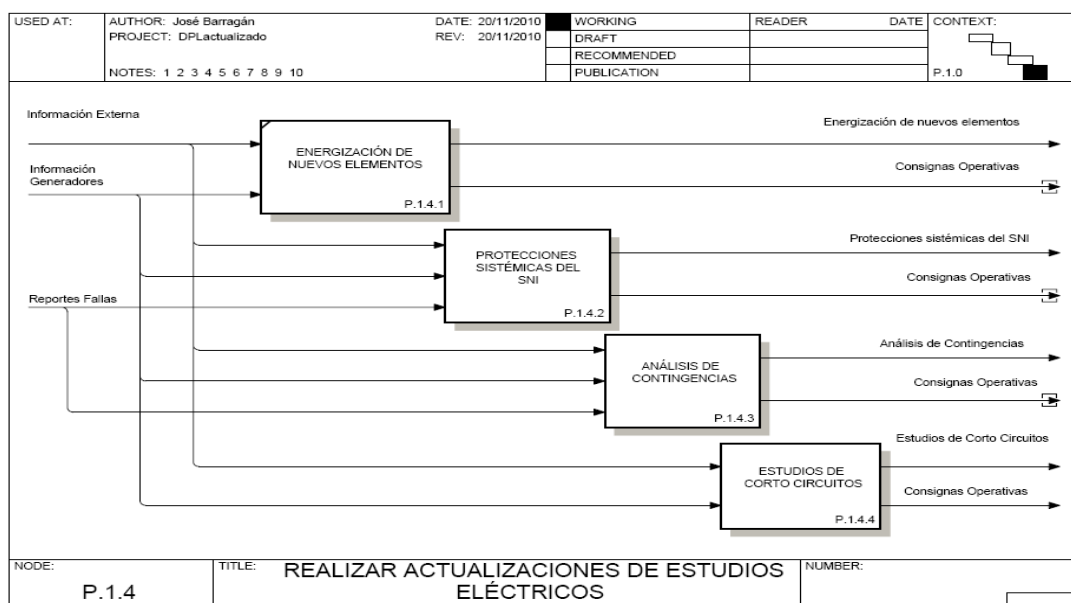 USED AT:
AUTHOR: José Barragán
DATE: 20/11/2010
WORKING
READER
DATE
CONTEXT:
PROJECT: DPLactualizado
REV: 20/11/2010
DRAFT
RECOMMENDED
NOTES: 1 2 3 4 5 6 7 8 9 10
PUBLICATION
P.1.0
Información Externa
Energización de nuevos elementos
ENERGIZACIÓN DE
NUEVOS ELEMENTOS
P.1.4.1
Información
Generadores
Consignas Operativas
Protecciones sistémicas del SNI
PROTECCIONES
SISTÉMICAS DEL
SNI
P.1.4.2
Consignas Operativas
Reportes Fallas
Análisis de Contingencias
ANÁLISIS DE
CONTINGENCIAS
P.1.4.3
Consignas Operativas
Estudios de Corto Circuitos
ESTUDIOS DE
CORTO CIRCUITOS
P.1.4.4
Consignas Operativas
NODE:
P.1.4
TITLE:
REALIZAR ACTUALIZACIONES DE ESTUDIOS
ELÉCTRICOS
NUMBER: